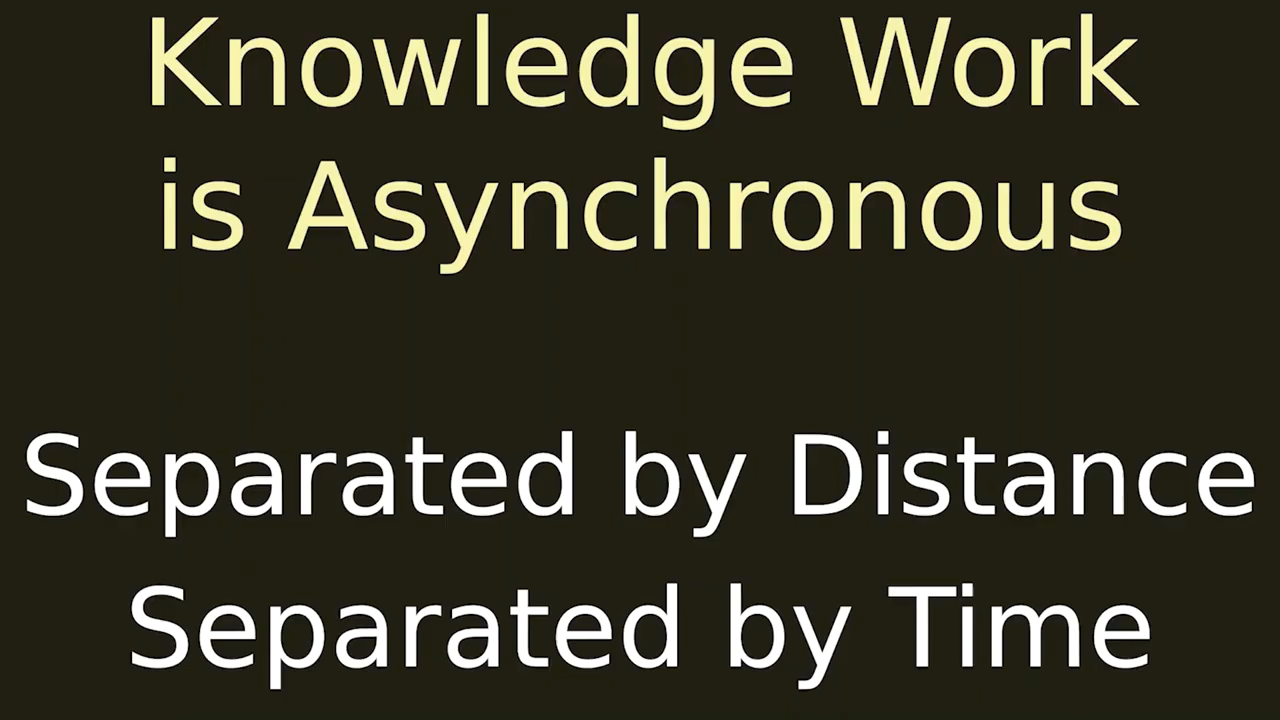 Knowledge Work
is Asynchronous
Separated by Distance
Separated by Time